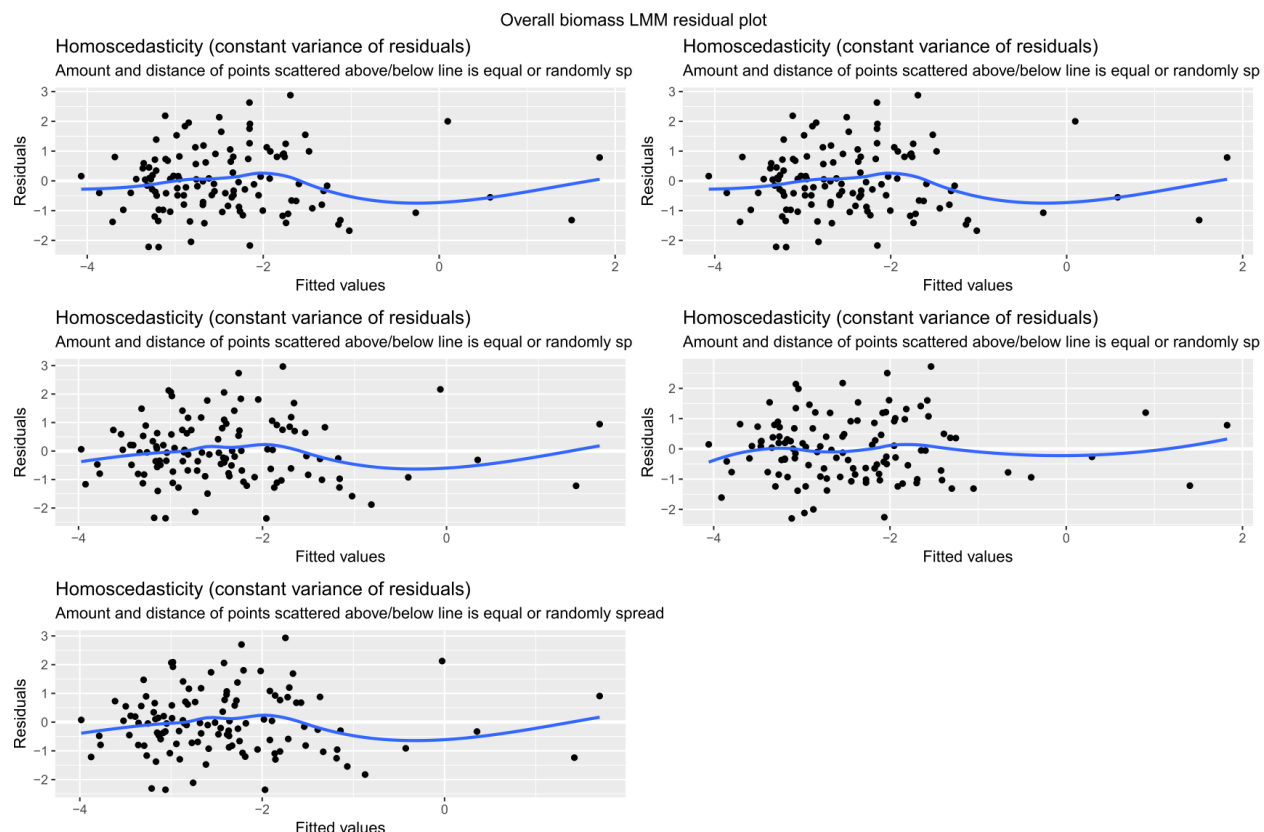 Overall biomass LMM residual plot
Homoscedasticity (constant variance of residuals)
Amount and distance of points scattered above/below line is equal or randomly sp
3
2
1
0
−1
−2
Residuals
−4
−2
0
2
Fitted values
Homoscedasticity (constant variance of residuals)
Amount and distance of points scattered above/below line is equal or randomly sp
3
2
1
0
−1
−2
Residuals
−4
−2
0
2
Fitted values
Homoscedasticity (constant variance of residuals)
Amount and distance of points scattered above/below line is equal or randomly sp
3
2
1
0
−1
−2
Residuals
−4
−2
0
Fitted values
Homoscedasticity (constant variance of residuals)
Amount and distance of points scattered above/below line is equal or randomly sp
2
1
0
−1
−2
Residuals
−4
−2
0
2
Fitted values
Homoscedasticity (constant variance of residuals)
Amount and distance of points scattered above/below line is equal or randomly spread
3
2
1
0
−1
−2
Residuals
−4
−2
0
Fitted values